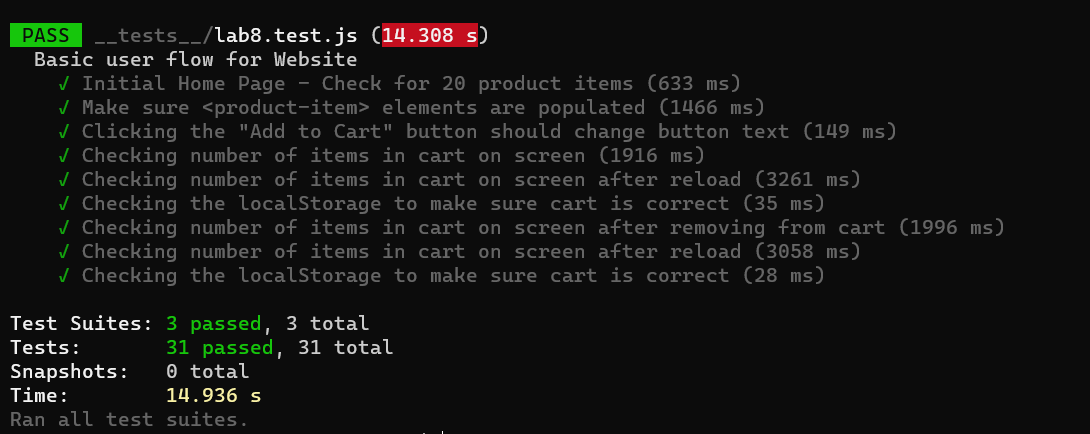 PASS __tests__/lab8.test.js (14.308 s)
Basic user flow for Website
√ Initial Home Page - Check for 20 product items (633 ms)
√ Make sure <product-item> elements are populated (1466 ms)
√ Clicking the "Add to Cart" button should change button text (149 ms)
√ Checking number of items in cart on screen (1916 ms)
√ Checking number of items in cart on screen after reload (3261 ms)
√ Checking the localStorage to make sure cart is correct (35 ms)
√ Checking number of items in cart on screen after removing from cart (1996 ms)
√ Checking number of items in cart on screen after reload (3058 ms)
√ Checking the localStorage to make sure cart is correct (28 ms)
Test Suites: 3 passed, 3 total
Tests: 31 passed, 31 total
Snapshots: 0 total
Time: 14.936 s
Ran all test suites.